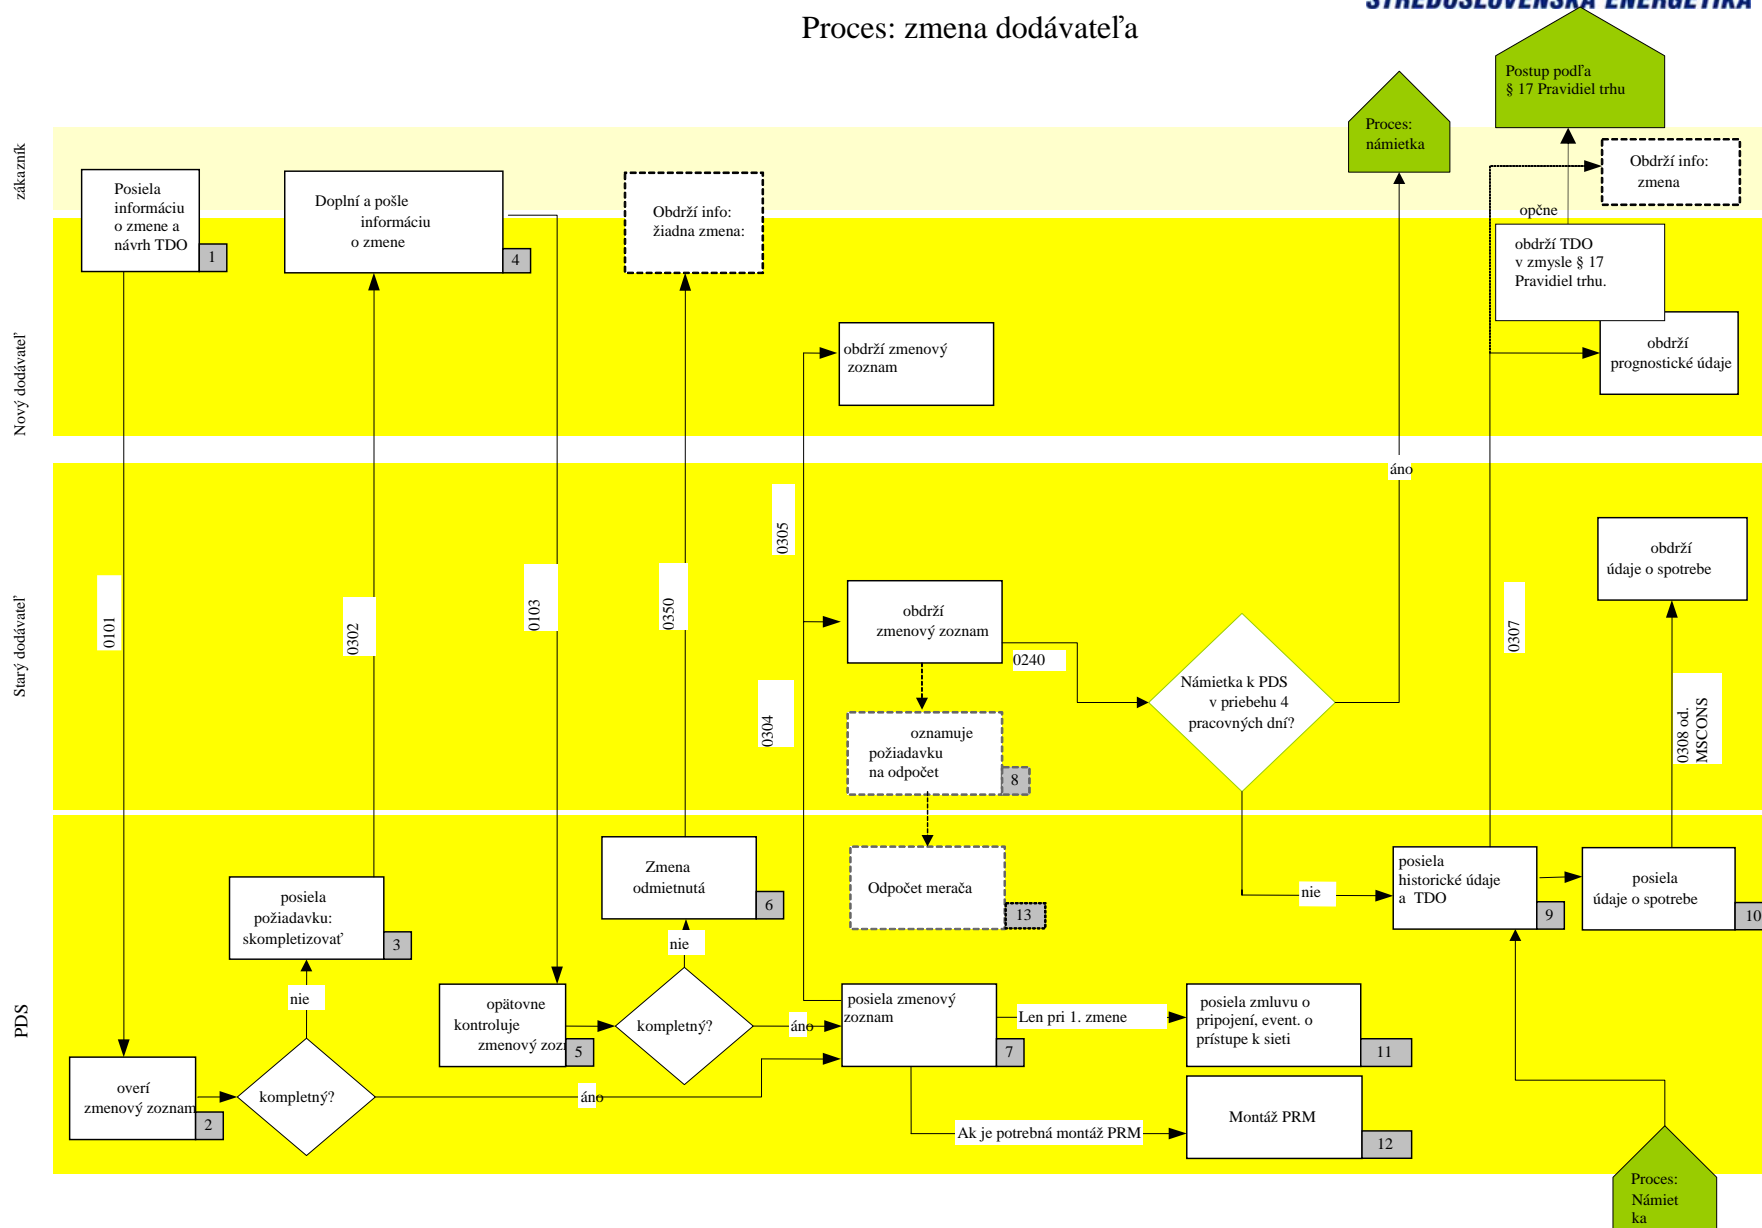 STREDOSLOVENSKÁ ENERGETIKA
Proces: zmena dodávateľa
Postup podľa
§ 17 Pravidiel trhu
Proces:
námietka
zákazník
Posiela
informáciu
o zmene a
návrh TDO
1
Doplní a pošle
informáciu
o zmene
4
Obdrží info:
žiadna zmena:
Obdrží info:
zmena
opčne
obdrží TDO
v zmysle § 17
Pravidiel trhu.
Nový dodávateľ
obdrží zmenový
zoznam
obdrží
prognostické údaje
áno
Starý dodávateľ
0101
0302
0103
0350
0305
0304
obdrží
zmenový zoznam
0240
oznamuje
požiadavku
na odpočet
8
Námietka k PDS
v priebehu 4
pracovných dní?
0307
obdrží
údaje o spotrebe
0308 od.
MSCONS
PDS
posiela
požiadavku:
skompletizovať
3
Zmena
odmietnutá
6
Odpočet merača
13
nie
posiela
historické údaje
a TDO
9
posiela
údaje o spotrebe
10
nie
nie
opätovne
kontroluje
zmenový zozn
5
kompletný?
áno
posiela zmenový
zoznam
7
Len pri 1. zmene
posiela zmluvu o
pripojení, event. o
prístupe k sieti
11
overí
zmenový zoznam
2
kompletný?
áno
Ak je potrebná montáž PRM
Montáž PRM
12
Proces:
Námiet
ka